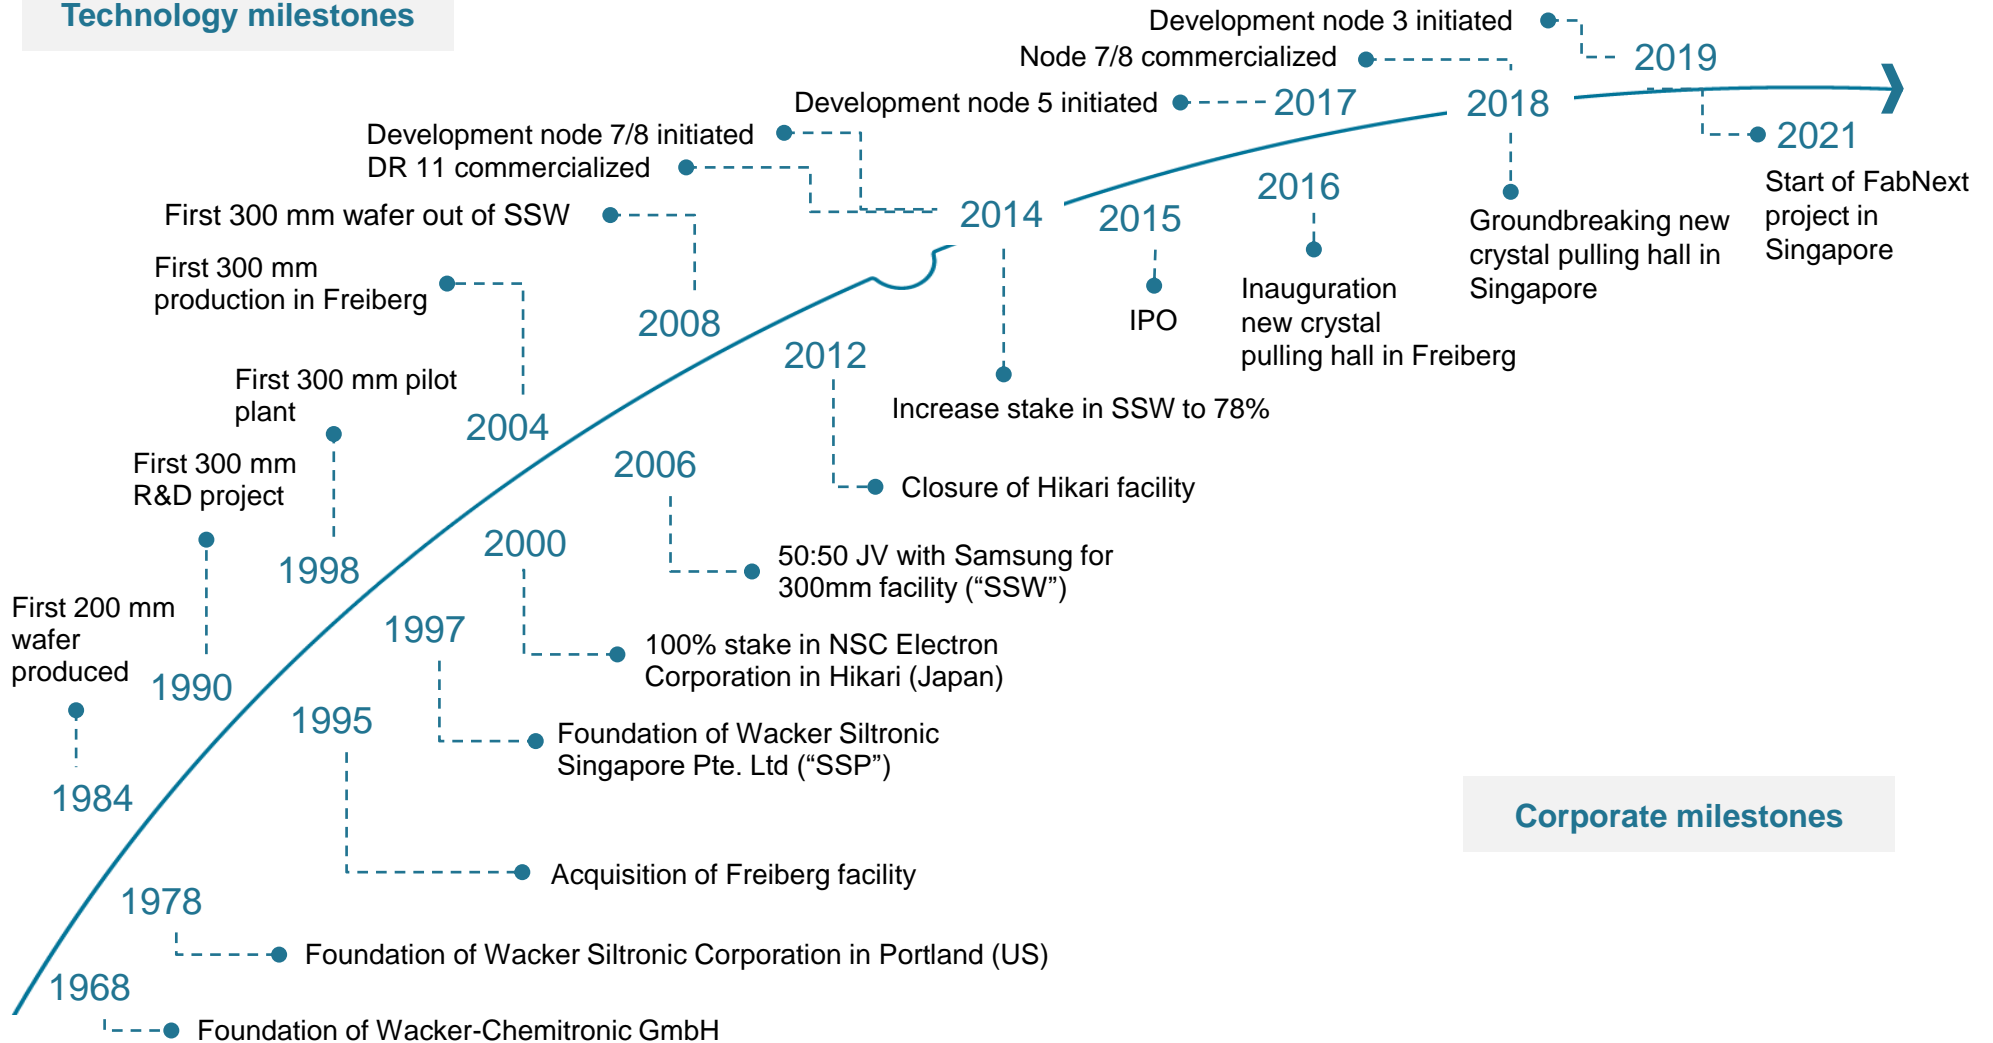 Technology milestones
Development node 3 initiated
2019
Node 7/8 commercialized
Development node 5 initiated
2017
2018
2021
Start of FabNext
project in
Singapore
Development node 7/8 initiated
DR 11 commercialized
2014
2015
2016
First 300 mm wafer out of SSW
Groundbreaking new
crystal pulling hall in
Singapore
First 300 mm
production in Freiberg
2008
IPO
Inauguration
new crystal
pulling hall in Freiberg
2012
Increase stake in SSW to 78%
First 300 mm pilot
plant
2004
2006
Closure of Hikari facility
First 300 mm
R&D project
1998
2000
50:50 JV with Samsung for
300mm facility (“SSW”)
First 200 mm
wafer
produced
1990
1997
100% stake in NSC Electron
Corporation in Hikari (Japan)
1995
Foundation of Wacker Siltronic
Singapore Pte. Ltd (“SSP”)
1984
Corporate milestones
Acquisition of Freiberg facility
1978
Foundation of Wacker Siltronic Corporation in Portland (US)
1968
Foundation of Wacker-Chemitronic GmbH